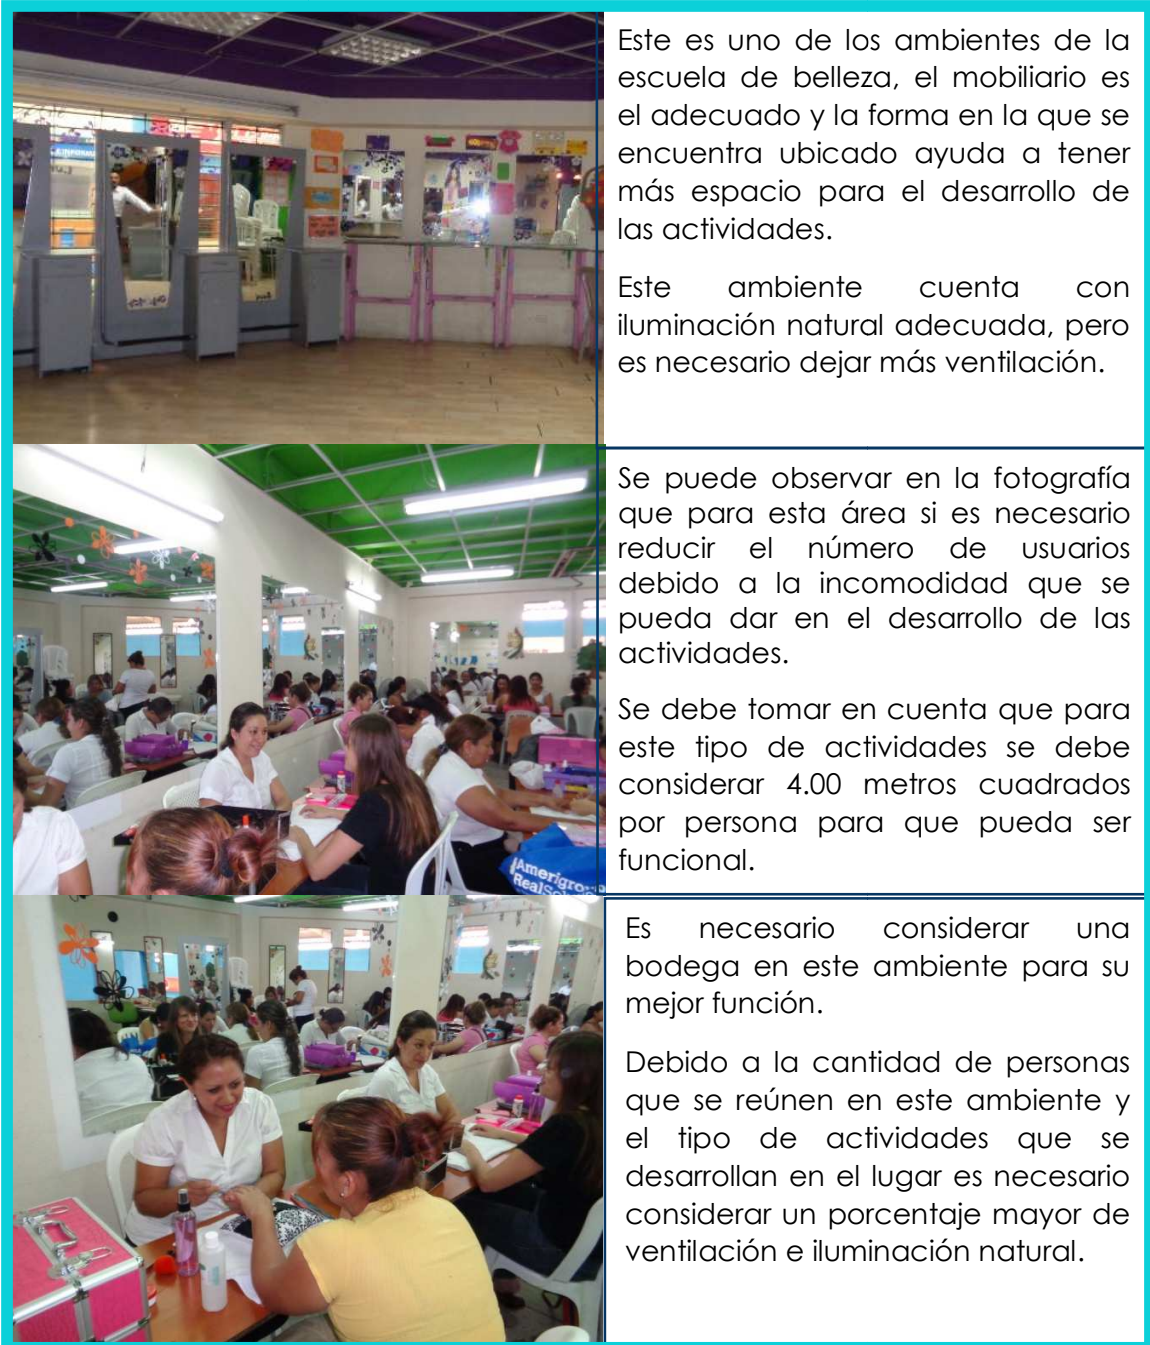 Este es uno de los ambientes de la
escuela de belleza, el mobiliario es
el adecuado y la forma en la que se
encuentra ubicado ayuda a tener
más espacio para el desarrollo de
las actividades.
Este ambiente cuenta con
iluminación natural adecuada, pero
es necesario dejar más ventilación.
Se puede observar en la fotografía
que para esta área si es necesario
reducir el número de usuarios
debido a la incomodidad que se
pueda dar en el desarrollo de las
actividades.
Se debe tomar en cuenta que para
este tipo de actividades se debe
considerar 4.00 metros cuadrados
por persona para que pueda ser
funcional.
Amerigroup
Es necesario considerar una
bodega en este ambiente para su
mejor función.
Debido a la cantidad de personas
que se reúnen en este ambiente y
el tipo de actividades que se
desarrollan en el lugar es necesario
considerar un porcentaje mayor de
ventilación e iluminación natural.